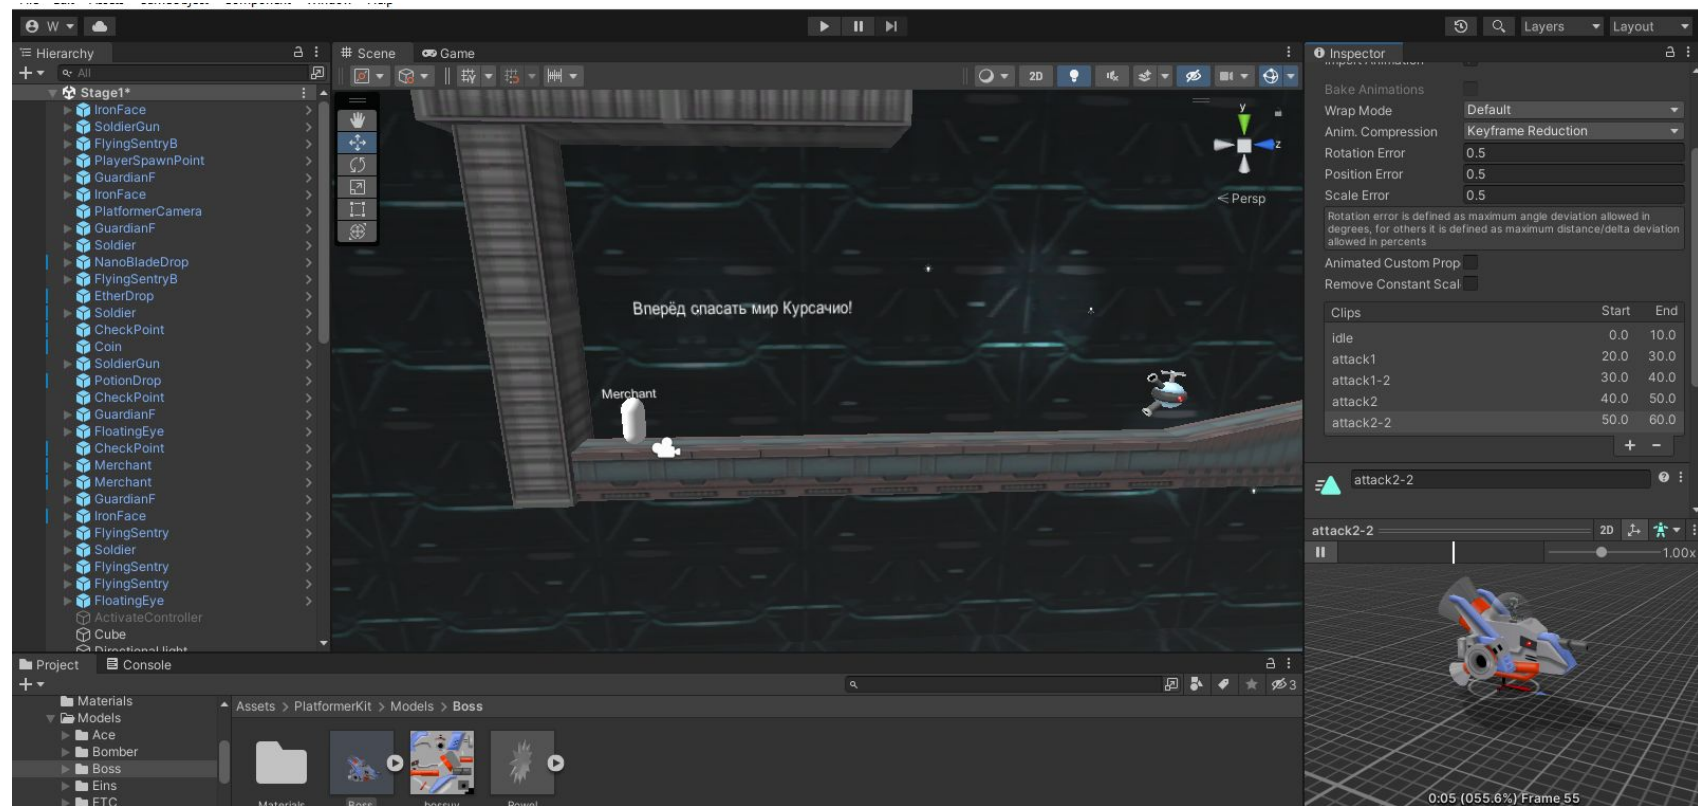 W
Layers
Layout
Hierarchy
Scene
Game
Inspector
All
Stage1*
IronFace
SoldierGun
FlyingSentryB
PlayerSpawnPoint
GuardianF
IronFace
PlatformerCamera
GuardianF
Soldier
NanoBladeDrop
FlyingSentryB
EtherDrop
Soldier
CheckPoint
Coin
SoldierGun
PotionDrop
CheckPoint
GuardianF
FloatingEye
CheckPoint
Merchant
Merchant
GuardianF
IronFace
FlyingSentry
Soldier
FlyingSentry
FlyingSentry
FloatingEye
ActivateController
Cube
Directional light
2D
y
z
Persp
Вперёд спасать мир Курсачио!
Merchant
Import Animation
Bake Animations
Wrap Mode Default
Anim. Compression Keyframe Reduction
Rotation Error 0.5
Position Error 0.5
Scale Error 0.5
Rotation error is defined as maximum angle deviation allowed in
degrees, for others it is defined as maximum distance/delta deviation
allowed in percents
Animated Custom Prop
Remove Constant Scal
Clips Start End
idle 0.0 10.0
attack1 20.0 30.0
attack1-2 30.0 40.0
attack2 40.0 50.0
attack2-2 50.0 60.0
attack2-2
attack2-2 2D
1.00x
0:05 (055.6%) Frame 55
Project
Console
3
Materials
Models
Ace
Bomber
Boss
Eins
ETC
Assets > PlatformerKit > Models > Boss
Materials
Boss
bossuv